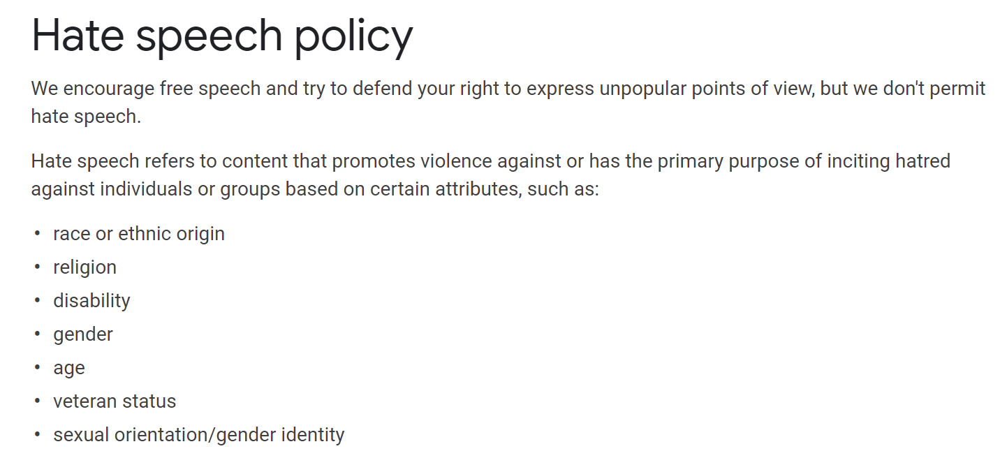 Hate speech policy
We encourage free speech and try to defend your right to express unpopular points of view, but we don't permit
hate speech.
Hate speech refers to content that promotes violence against or has the primary purpose of inciting hatred
against individuals or groups based on certain attributes, such as:
• race or ethnic origin
• religion
• disability
• gender
• age
• veteran status
• sexual orientation/gender identity